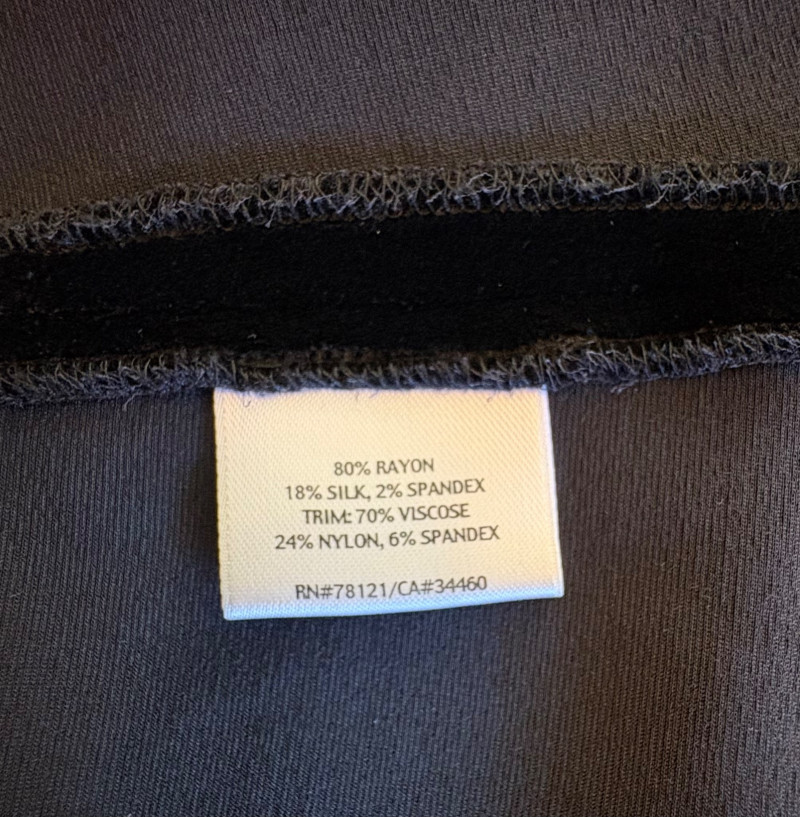 80% RAYON
18% SILK, 2% SPANDEX
TRIM: 70% VISCOSE
24% NYLON, 6% SPANDEX
RN#78121/CA#34460